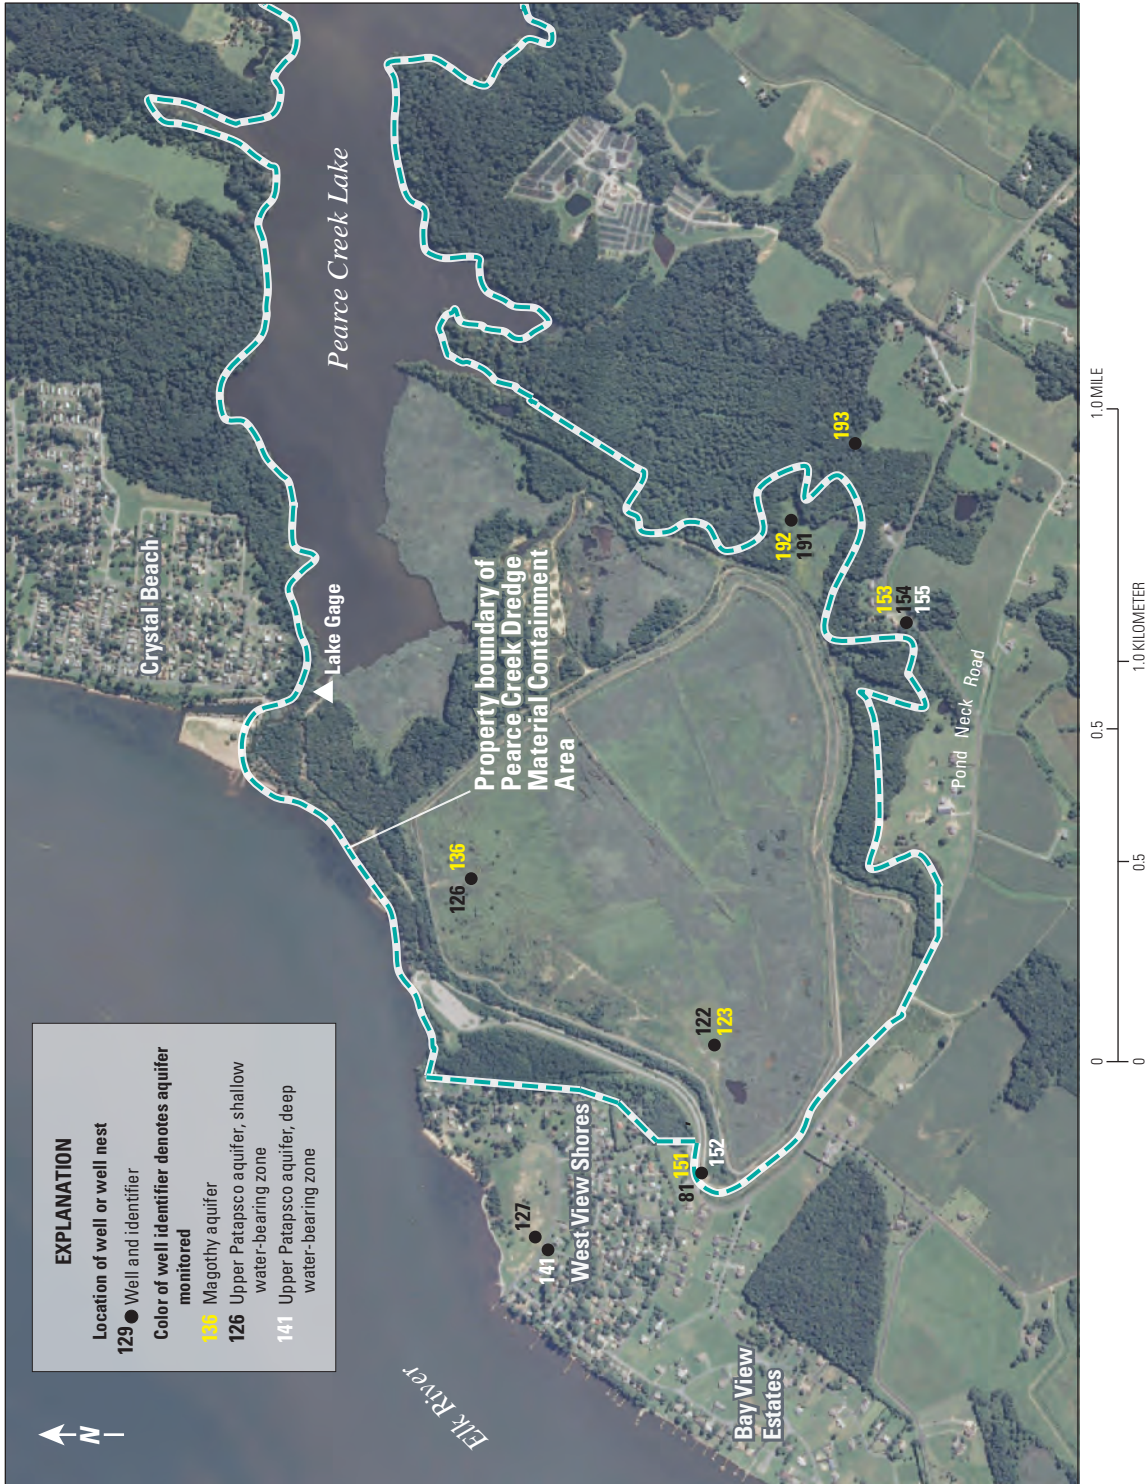 EXPLANATION
Location of well or well nest
129 Well and identifier
Color of well identifier denotes aquifer
monitored
136 Magothy aquifer
126 Upper Patapsco aquifer, shallow
water-bearing zone
141 Upper Patapsco aquifer, deep
water-bearing zone
N
Elk River
Crystal Beach
Pearce Creek Lake
Lake Gage
Property boundary of
Pearce Creek Dredge
Material Containment
Area
126 136
127
141
West View Shores
122
123
81 151
152
192
191
193
153
154
155
Pond Neck Road
Bay View
Estates
0 0.5 1.0 MILE
0 0.5 1.0 KILOMETER